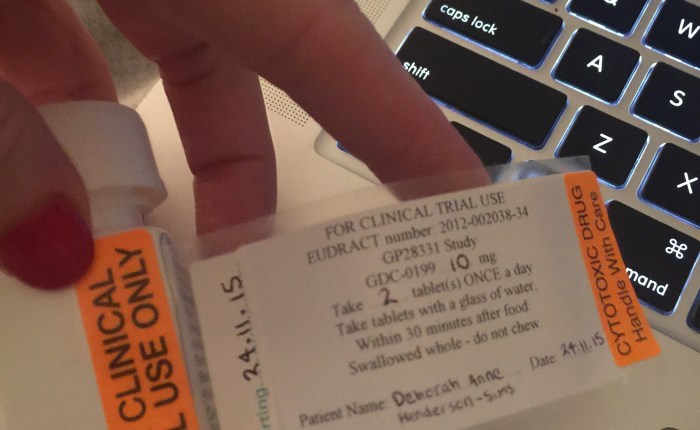 caps lock
shift
A
W
S
Z
X
⌘
mand
CLINICAL
USE ONLY
24.11.15
rting
FOR CLINICAL TRIAL USE
EUDRACT number: 2012-002038-34
GP28331 Study
GDC-0199 10 mg
Take 2 tablet(s) ONCE a day
Take tablets with a glass of water,
Within 30 minutes after food
Swallowed whole - do not chew
Date 24.11.15
Patient Name Deborah Anne
Henderson-Sims
CYTOTOXIC DRUG
Handle With Care